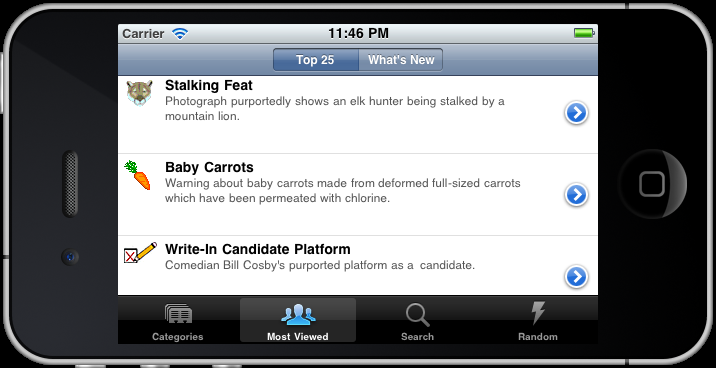 Carrier 11:46 PM
Top 25 What's New
Stalking Feat
Photograph purportedly shows an elk hunter being stalked by a
mountain lion.
Baby Carrots
Warning about baby carrots made from deformed full-sized carrots
which have been permeated with chlorine.
Write-In Candidate Platform
Comedian Bill Cosby's purported platform as a candidate.
Categories Most Viewed Search Random